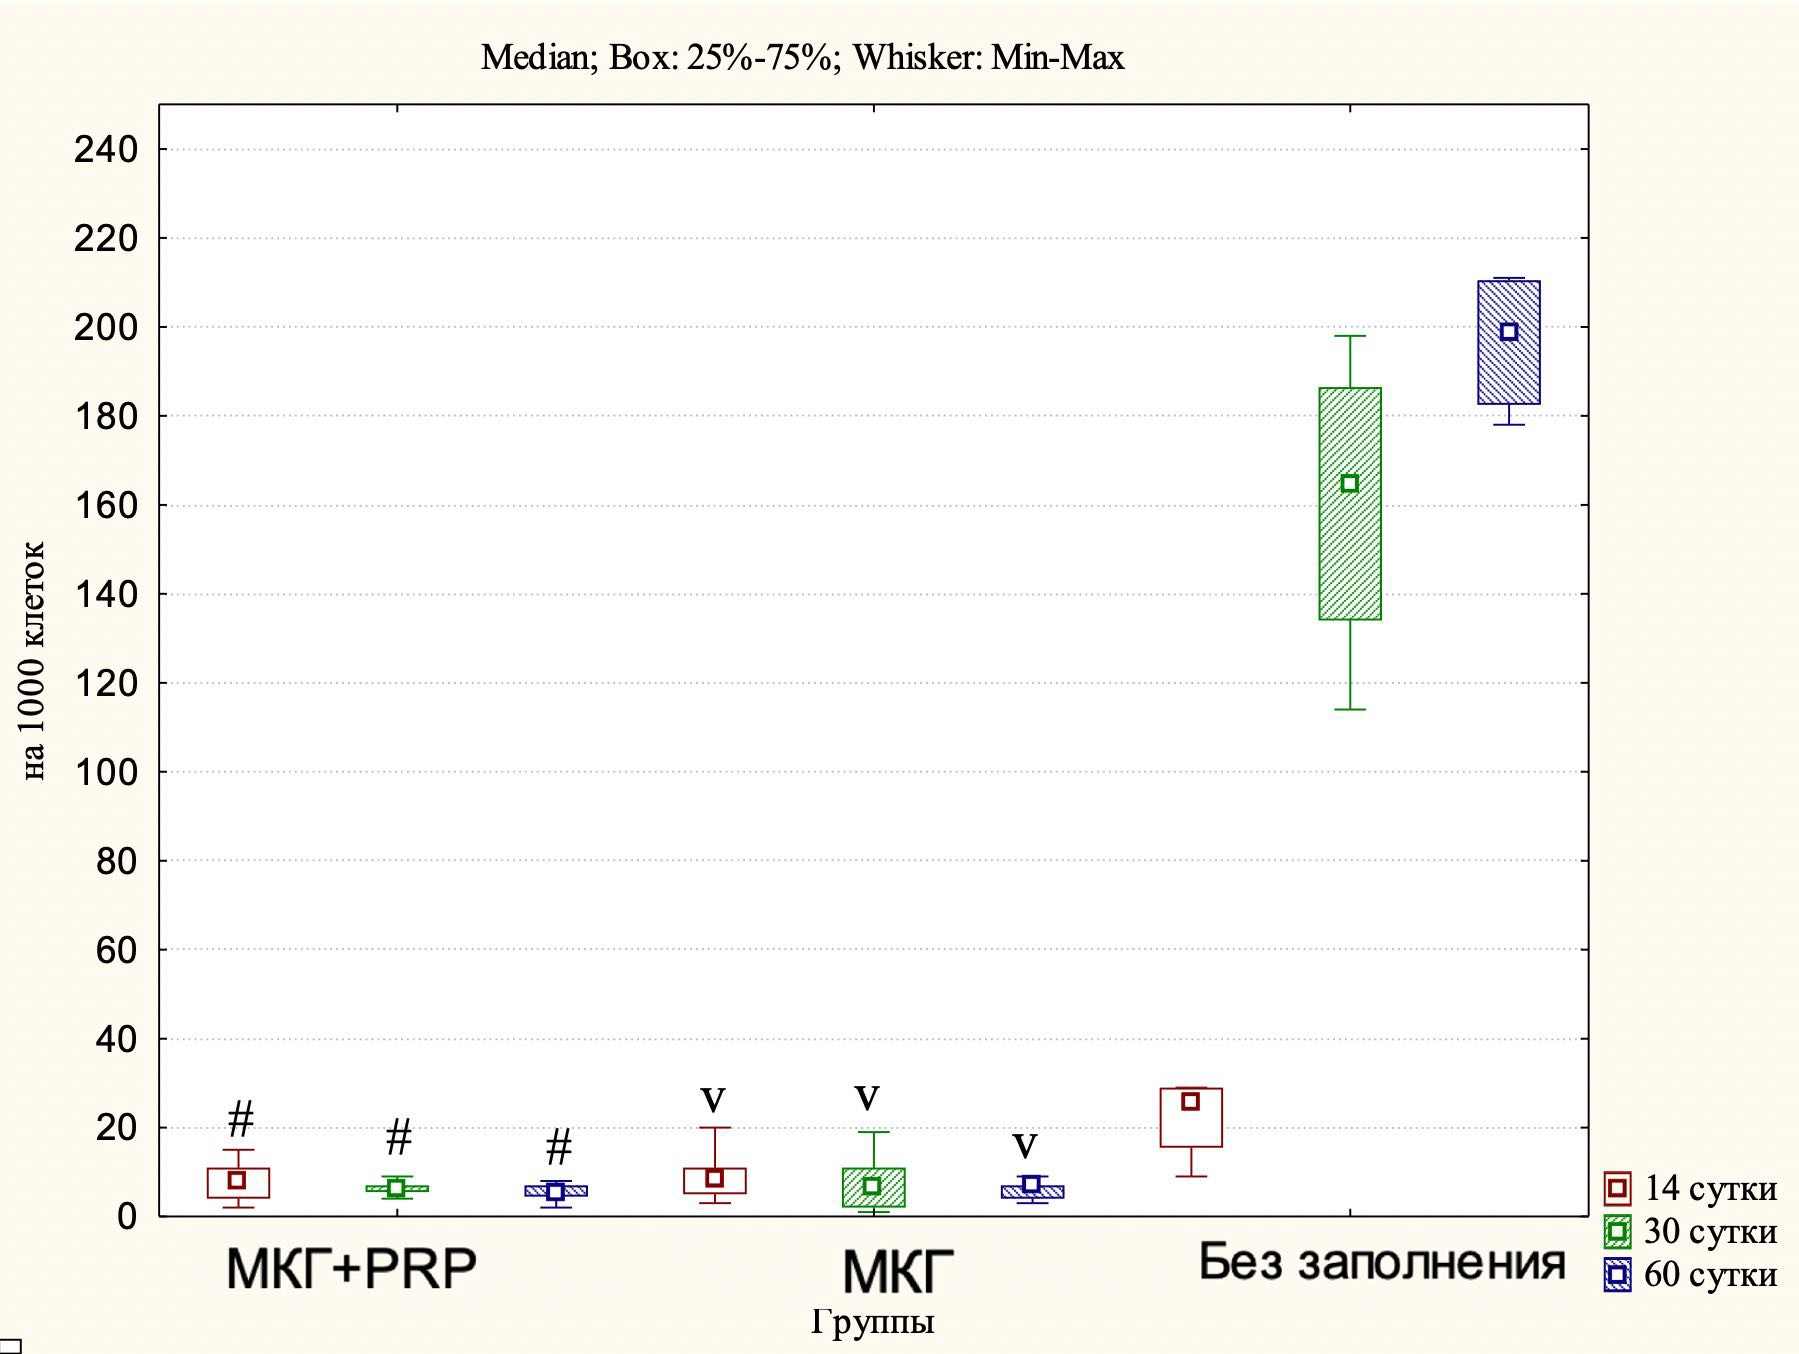 Median; Box: 25%-75%; Whisker: Min-Max
240
220
200
180
160
140
120
100
80
60
40
20
0
на 1000 клеток
# # # v v v
МКГ+PRP МКГ Без заполнения
Группы
14 сутки
30 сутки
60 сутки